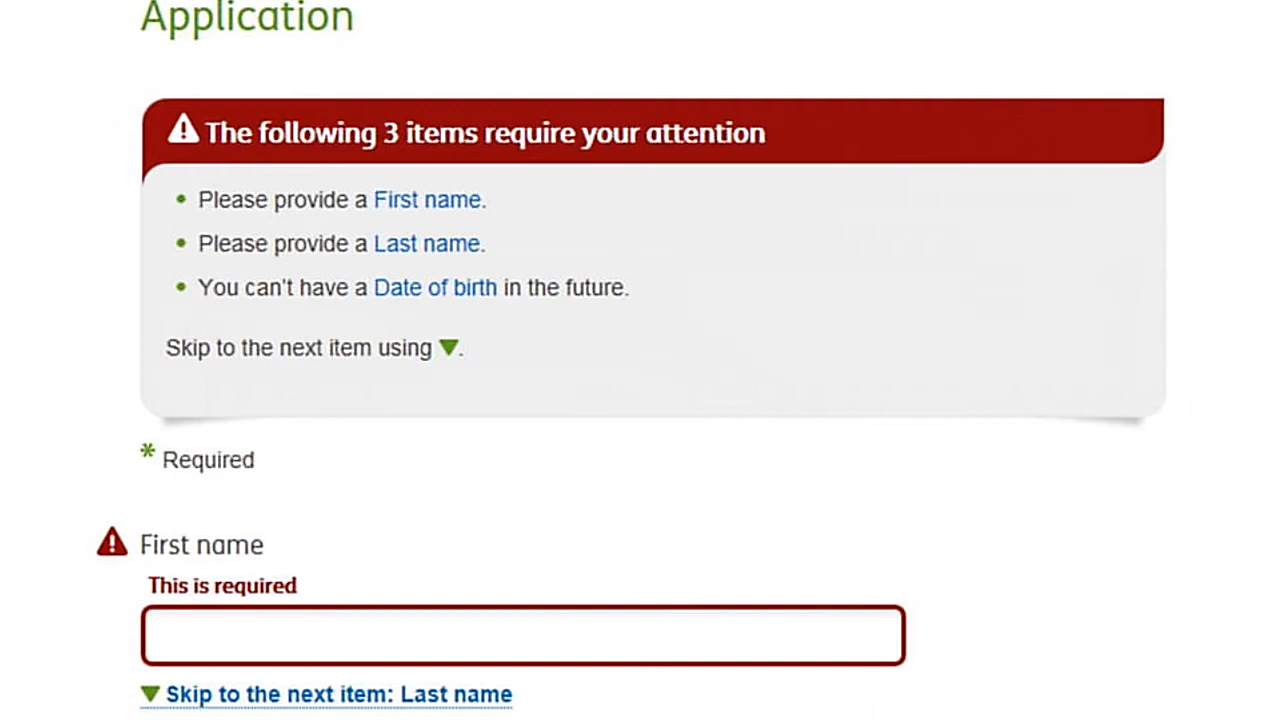 Application
The following 3 items require your attention
• Please provide a First name.
• Please provide a Last name.
• You can't have a Date of birth in the future.
Skip to the next item using ▼.
* Required
First name
This is required
▼ Skip to the next item: Last name